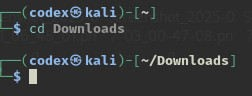 ┌──(codex㉿kali)-[~]
└─$ cd Downloads
┌──(codex㉿kali)-[~/Downloads]
└─$